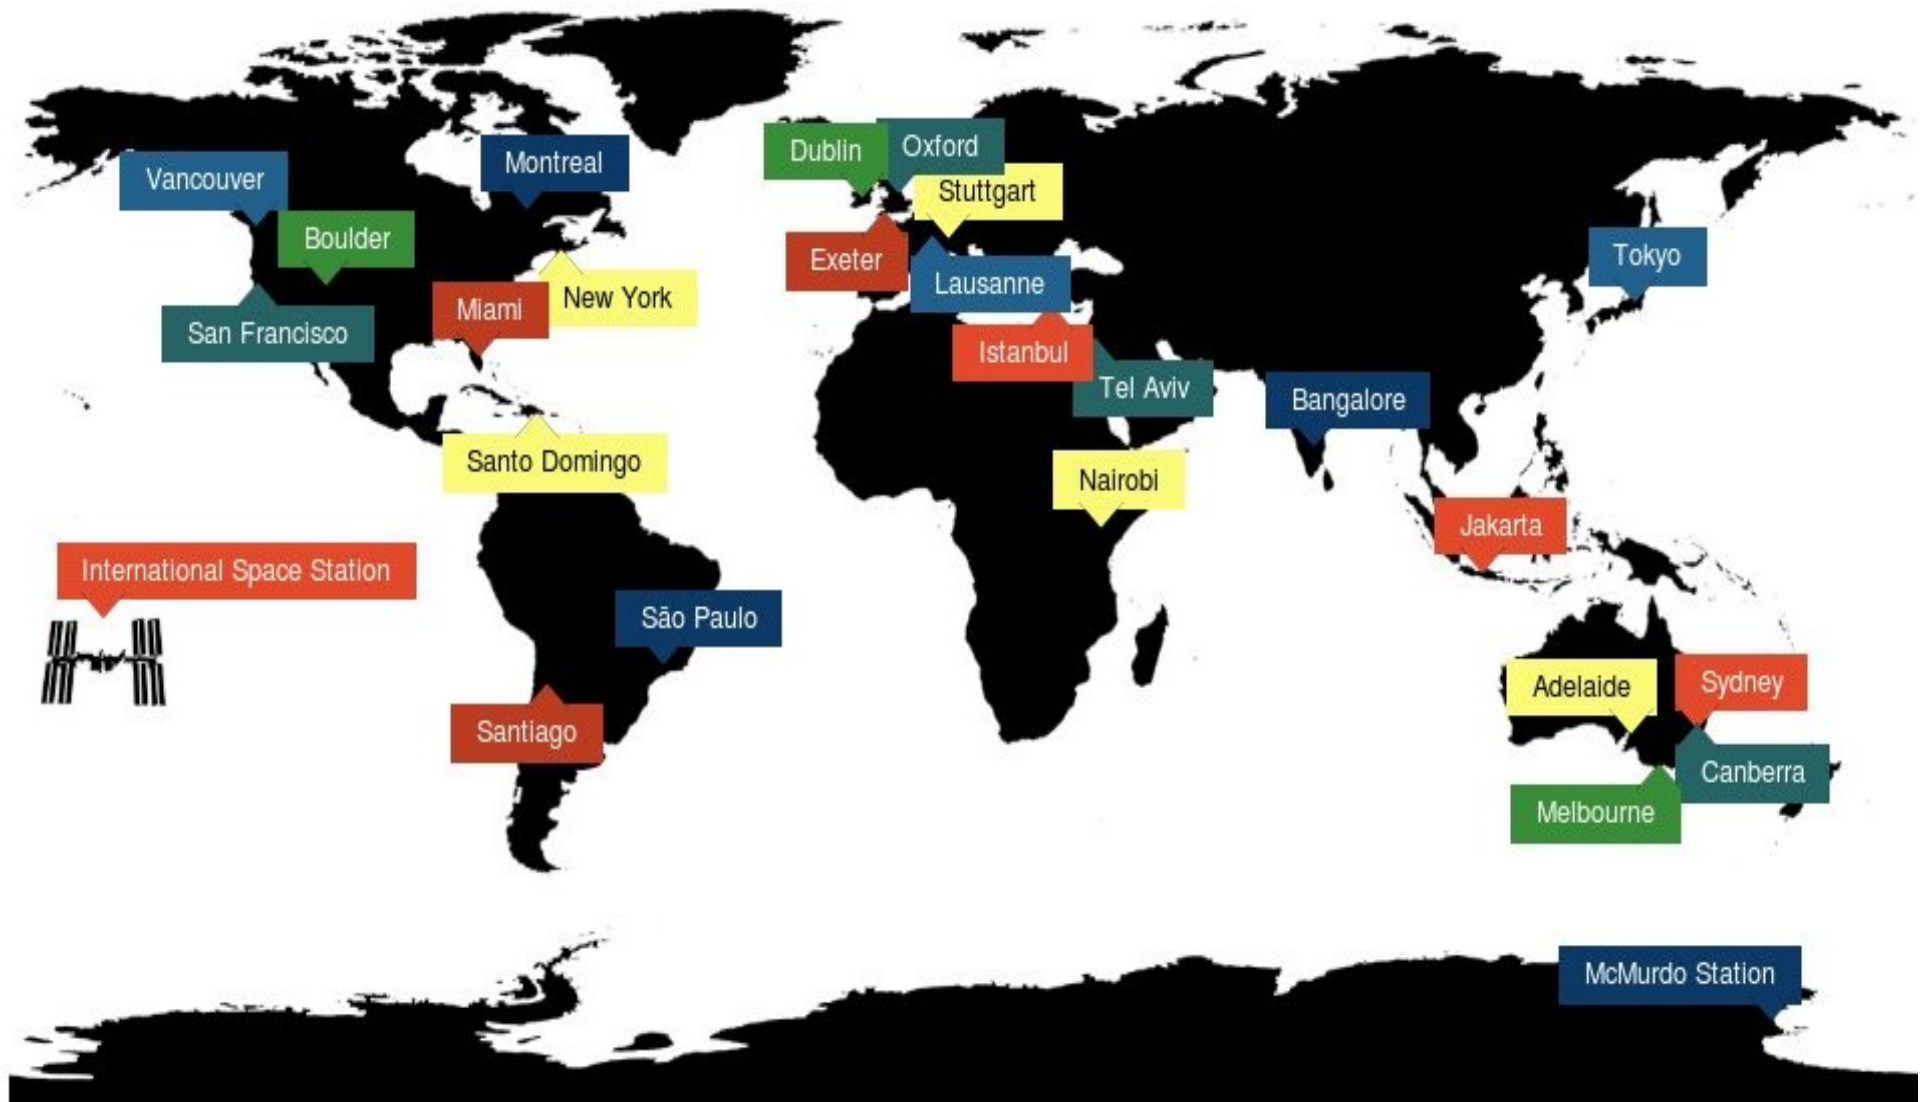 Dublin
Oxford
Montreal
Vancouver
Stuttgart
Boulder
Exeter
Tokyo
Lausanne
New York
Miami
San Francisco
Istanbul
Tel Aviv
Bangalore
Santo Domingo
Nairobi
Jakarta
International Space Station
São Paulo
Adelaide
Sydney
Santiago
Canberra
Melbourne
McMurdo Station